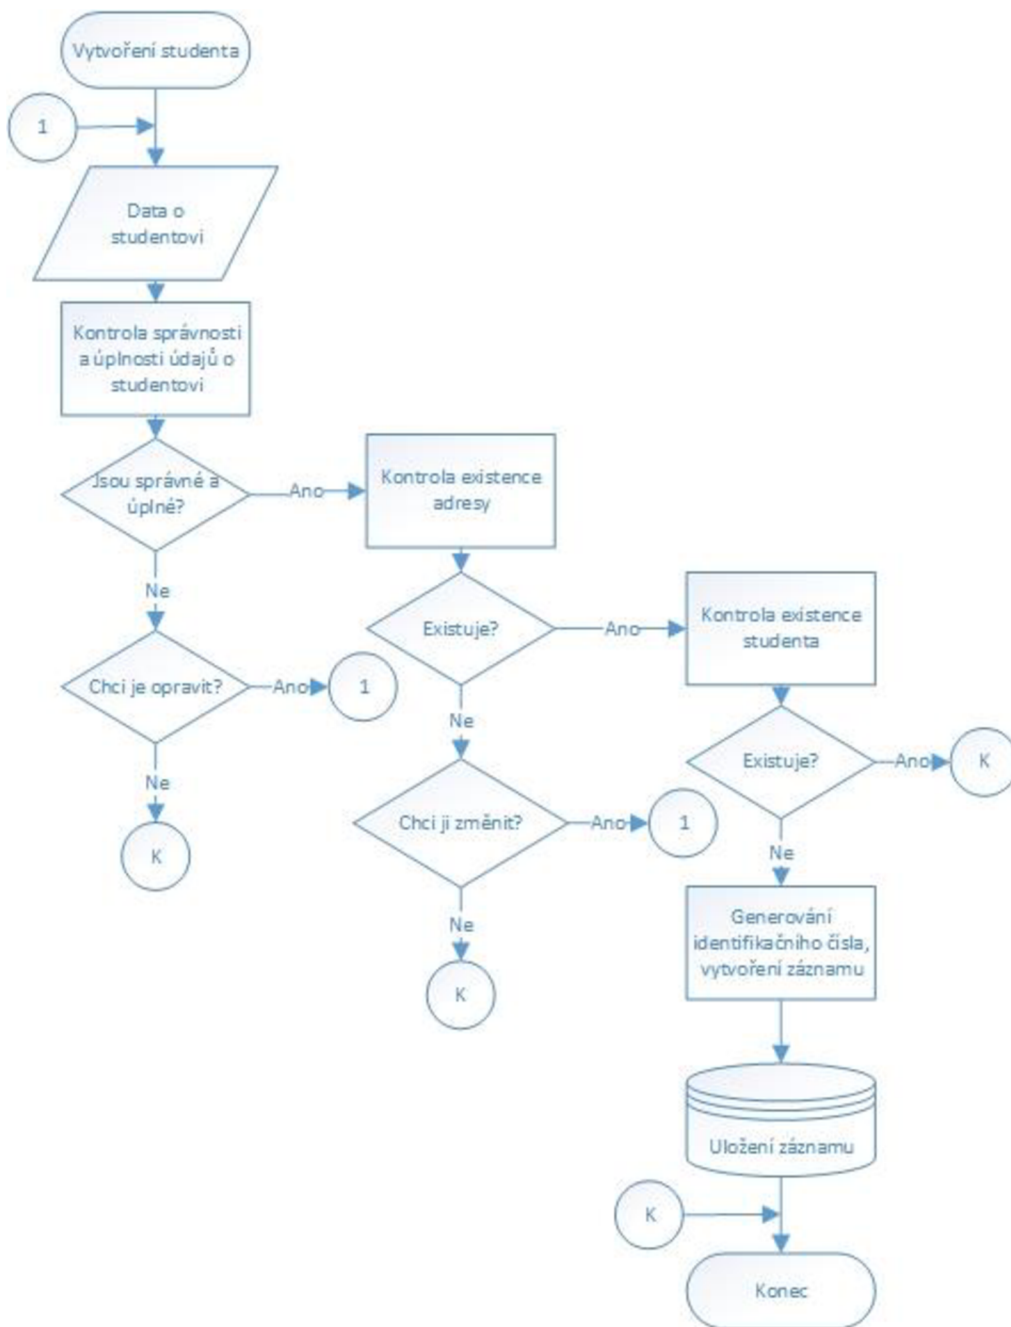 Vytvoření studenta
1
Data o
studentovi
Kontrola správnosti
a úplnosti údajů o
studentovi
Jsou správné a
úplné?
Ano
Kontrola existence
adresy
Ne
Existuje?
Ano
Kontrola existence
studenta
Chci je opravit?
Ano
1
Ne
Existuje?
Ano
K
Ne
Chci ji změnit?
Ano
1
K
Ne
Ne
Generování
identifikačního čísla,
vytvoření záznamu
K
Uložení záznamu
K
Konec